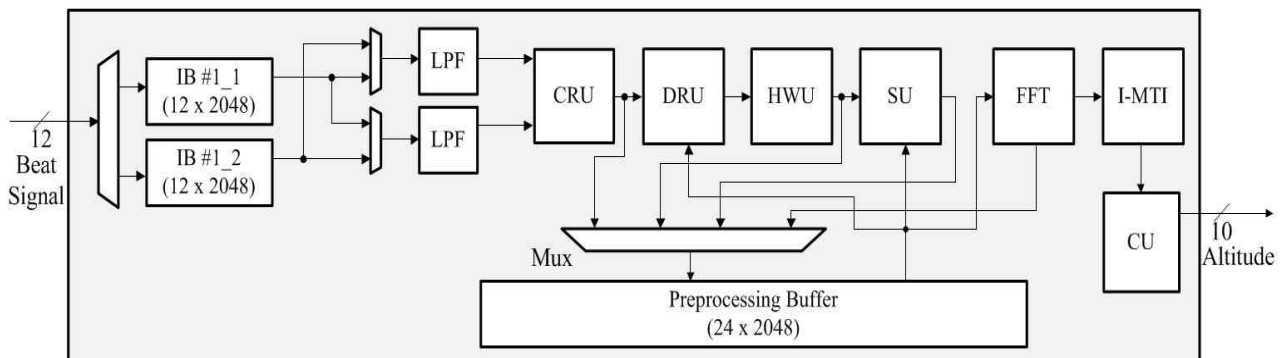 IB #1_1
(12 x 2048)
IB #1_2
(12 x 2048)
LPF
LPF
CRU
DRU
HWU
SU
FFT
I-MTI
CU
12
Beat
Signal
10
Altitude
Mux
Preprocessing Buffer
(24 x 2048)